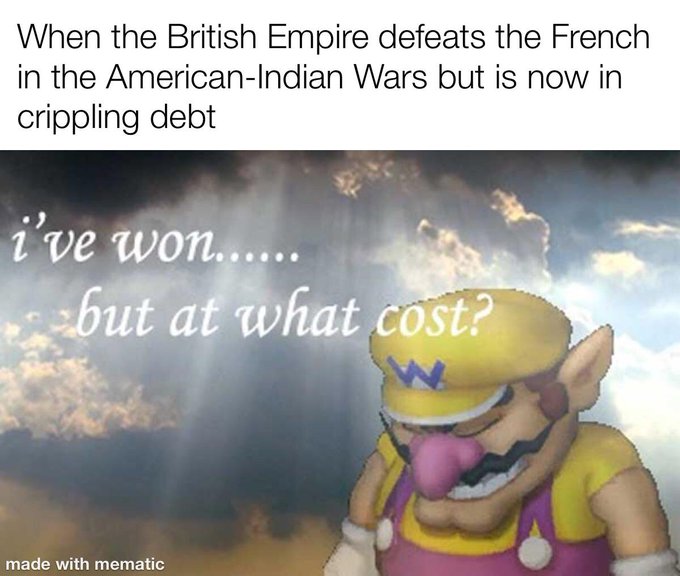 When the British Empire defeats the French
in the American-Indian Wars but is now in
crippling debt
i've won......
but at what cost?
W
made with mematic